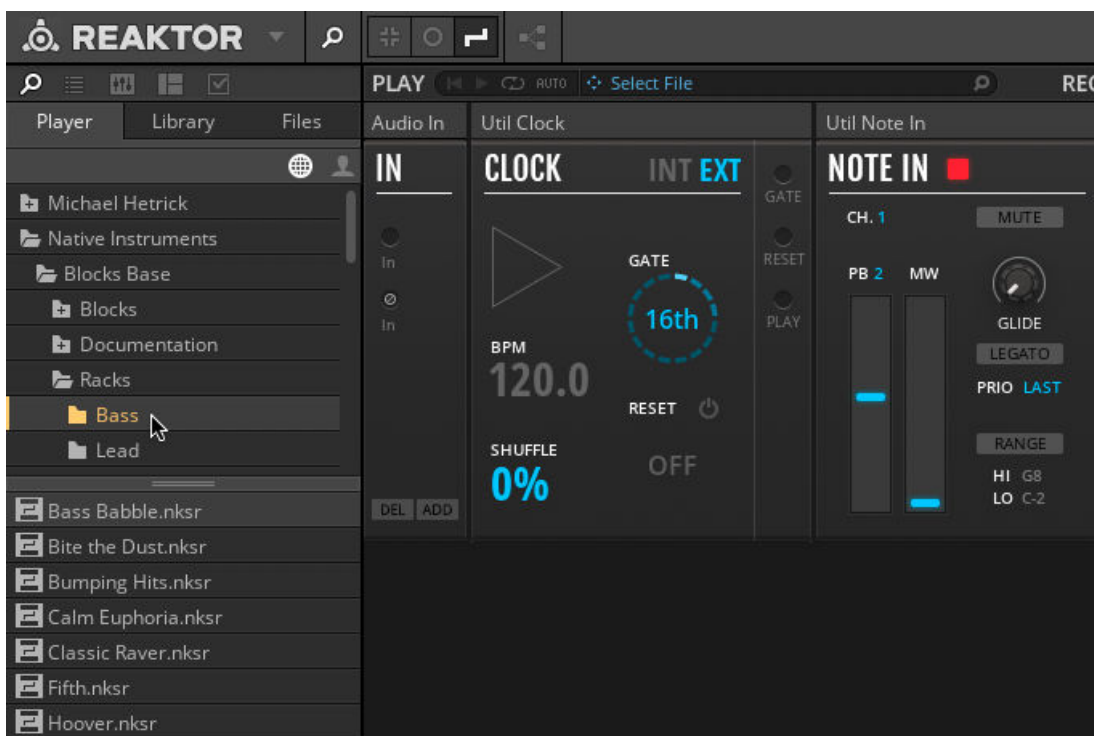 REAKTOR
PLAY AUTO Select File REC
Player Library Files
Audio In Util Clock Util Note In
Michael Hetrick
Native Instruments
Blocks Base
Blocks
Documentation
Racks
Bass
Lead
Bass Babble.nksr
Bite the Dust.nksr
Bumping Hits.nksr
Calm Euphoria.nksr
Classic Raver.nksr
Fifth.nksr
Hoover.nksr
IN
In
In
DEL ADD
CLOCK INT EXT
GATE
16th
BPM
120.0
RESET
SHUFFLE
0%
OFF
GATE
RESET
PLAY
NOTE IN
CH. 1 MUTE
PB 2 MW
GLIDE
LEGATO
PRIO LAST
RANGE
HI G8
LO C-2